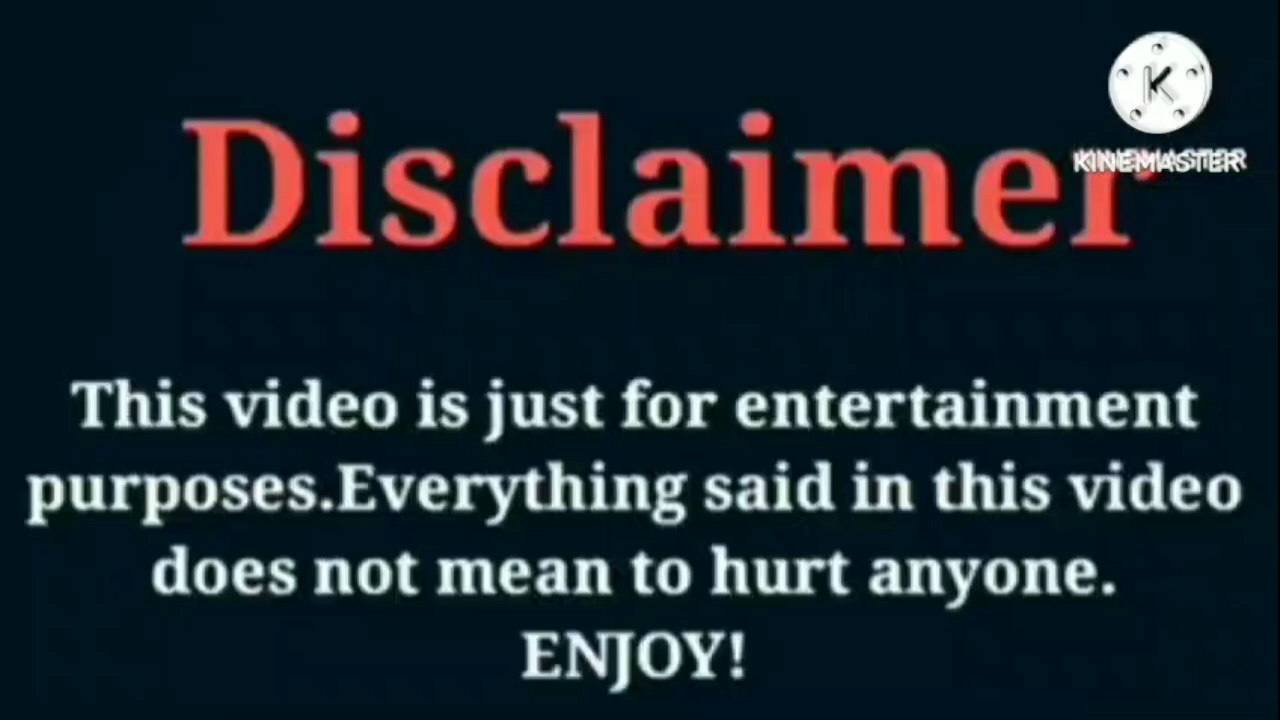 K
KINEMASTER
Disclaimer
This video is just for entertainment
purposes.Everything said in this video
does not mean to hurt anyone.
ENJOY!